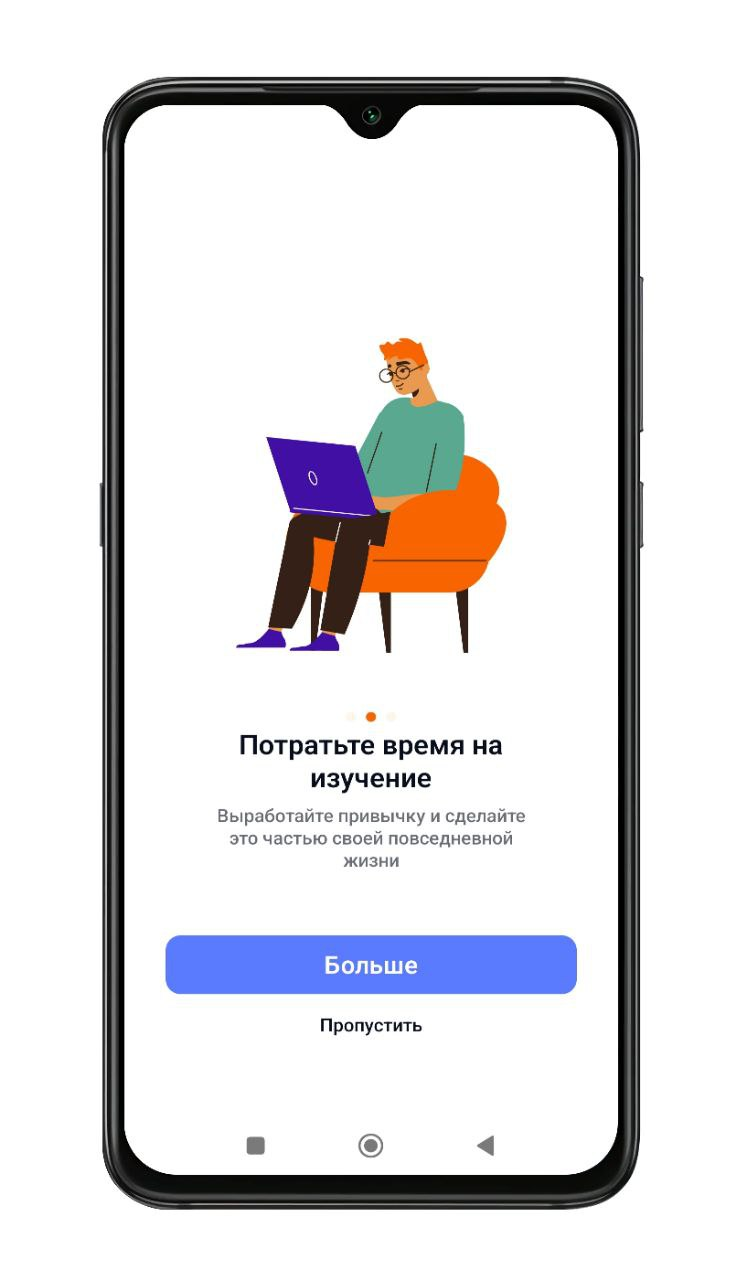 Потратьте время на
изучение
Выработайте привычку и сделайте
это частью своей повседневной
жизни
Больше
Пропустить